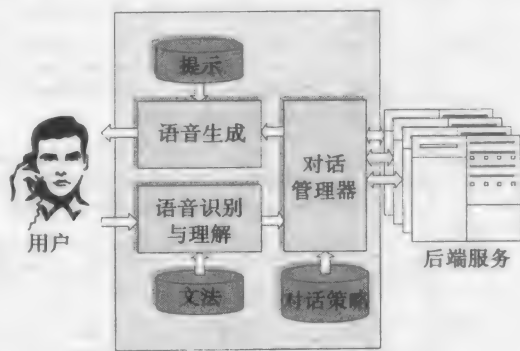 提示
语音生成
对话
管理器
语音识别
与理解
用户
后端服务
文法
对话策略